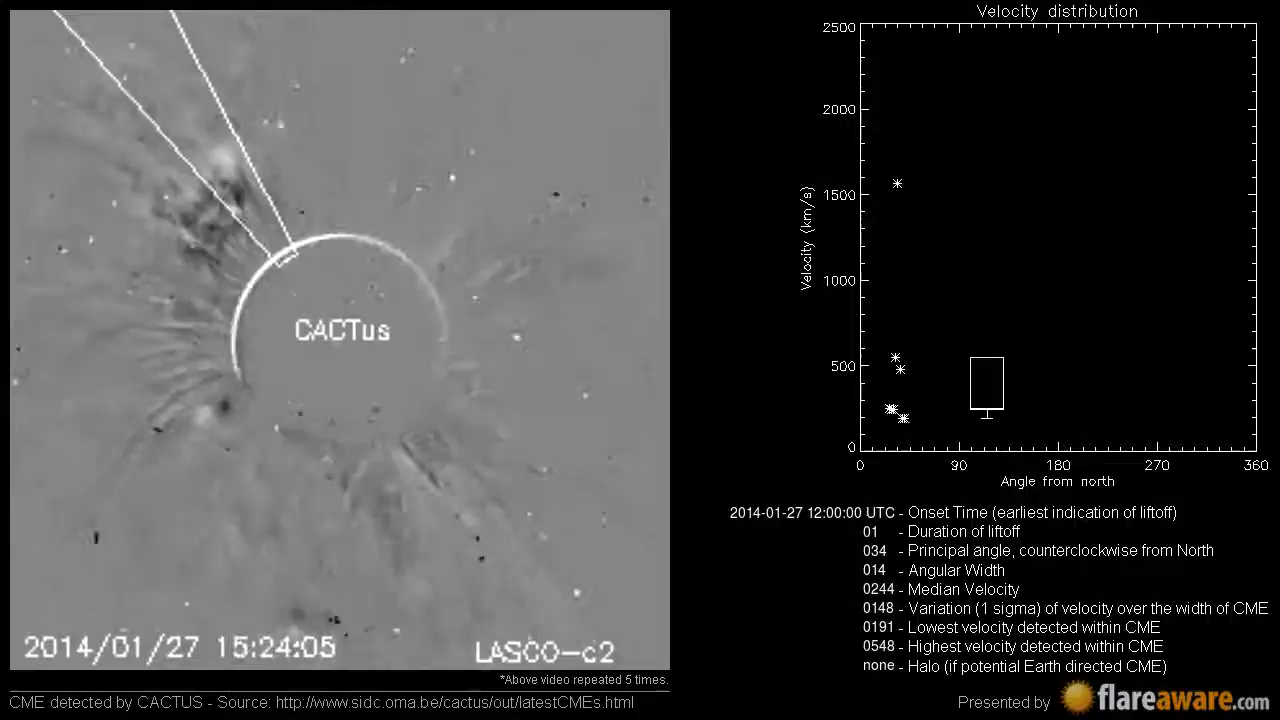 Velocity distribution
2500
2000
1500
1000
500
0
Velocity (km/s)
0 90 180 270 360
Angle from north
CACTus
2014/01/27 15:24:05 LASCO-c2
*Above video repeated 5 times.
CME detected by CACTUS - Source: http://www.sidc.oma.be/cactus/out/latestCMEs.html
2014-01-27 12:00:00 UTC - Onset Time (earliest indication of liftoff)
01 - Duration of liftoff
034 - Principal angle, counterclockwise from North
014 - Angular Width
0244 - Median Velocity
0148 - Variation (1 sigma) of velocity over the width of CME
0191 - Lowest velocity detected within CME
0548 - Highest velocity detected within CME
none - Halo (if potential Earth directed CME)
Presented by flareaware.com